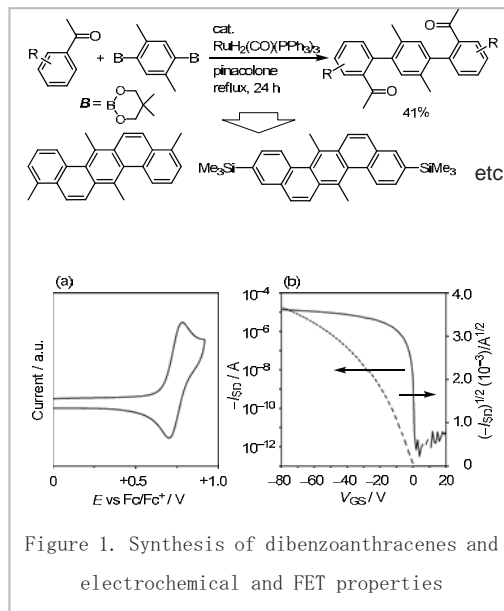 cat.
RuH2(CO)(PPh3)3
pinacolone
reflux, 24 h
O
R
+
B
B
B =
B
O
O
O
R
R
O
41%
Me3Si
SiMe3
etc
(a)
Current / a.u.
0
+0.5
+1.0
E vs Fc/Fc+ / V
(b)
10−4
10−6
10−8
10−10
10−12
−ISD / A
4.0
3.0
2.0
1.0
0
(−ISD)1/2 (10−3)/A1/2
−80
−60
−40
−20
0
20
VGS / V
Figure 1. Synthesis of dibenzoanthracenes and
electrochemical and FET properties